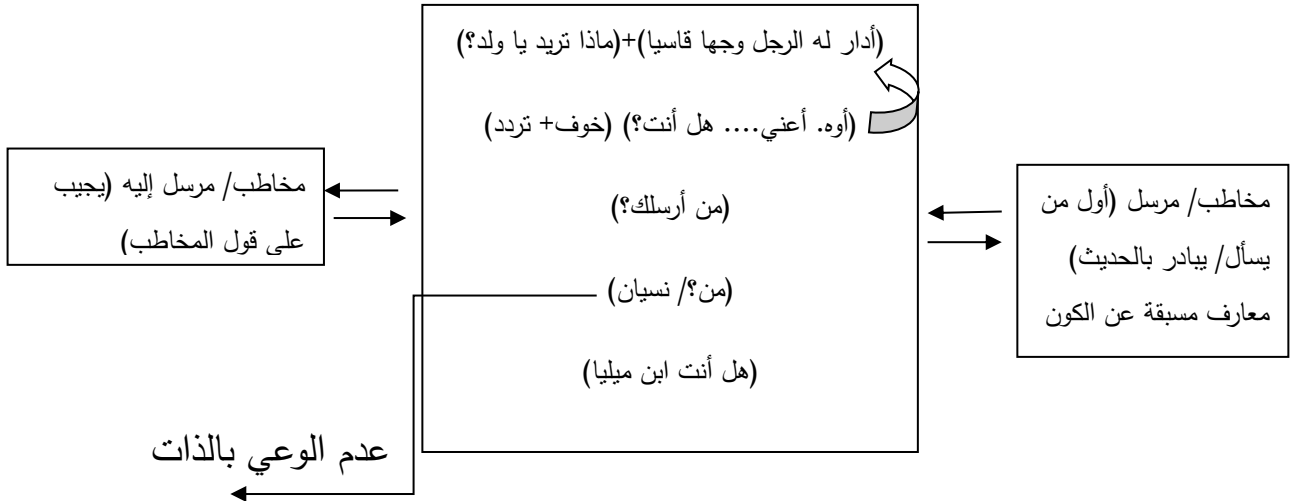 (أدار له الرجل وجها قاسيا)+(ماذا تريد يا ولد؟)
(أوه. أعني.... هل أنت؟) (خوف+ تردد)
(من أرسلك؟)
(من؟/ نسيان)
(هل أنت ابن ميليا)
مخاطب/ مرسل (أول من
يسأل/ يبادر بالحديث)
معارف مسبقة عن الكون
مخاطب/ مرسل إليه (يجيب
على قول المخاطب)
عدم الوعي بالذات